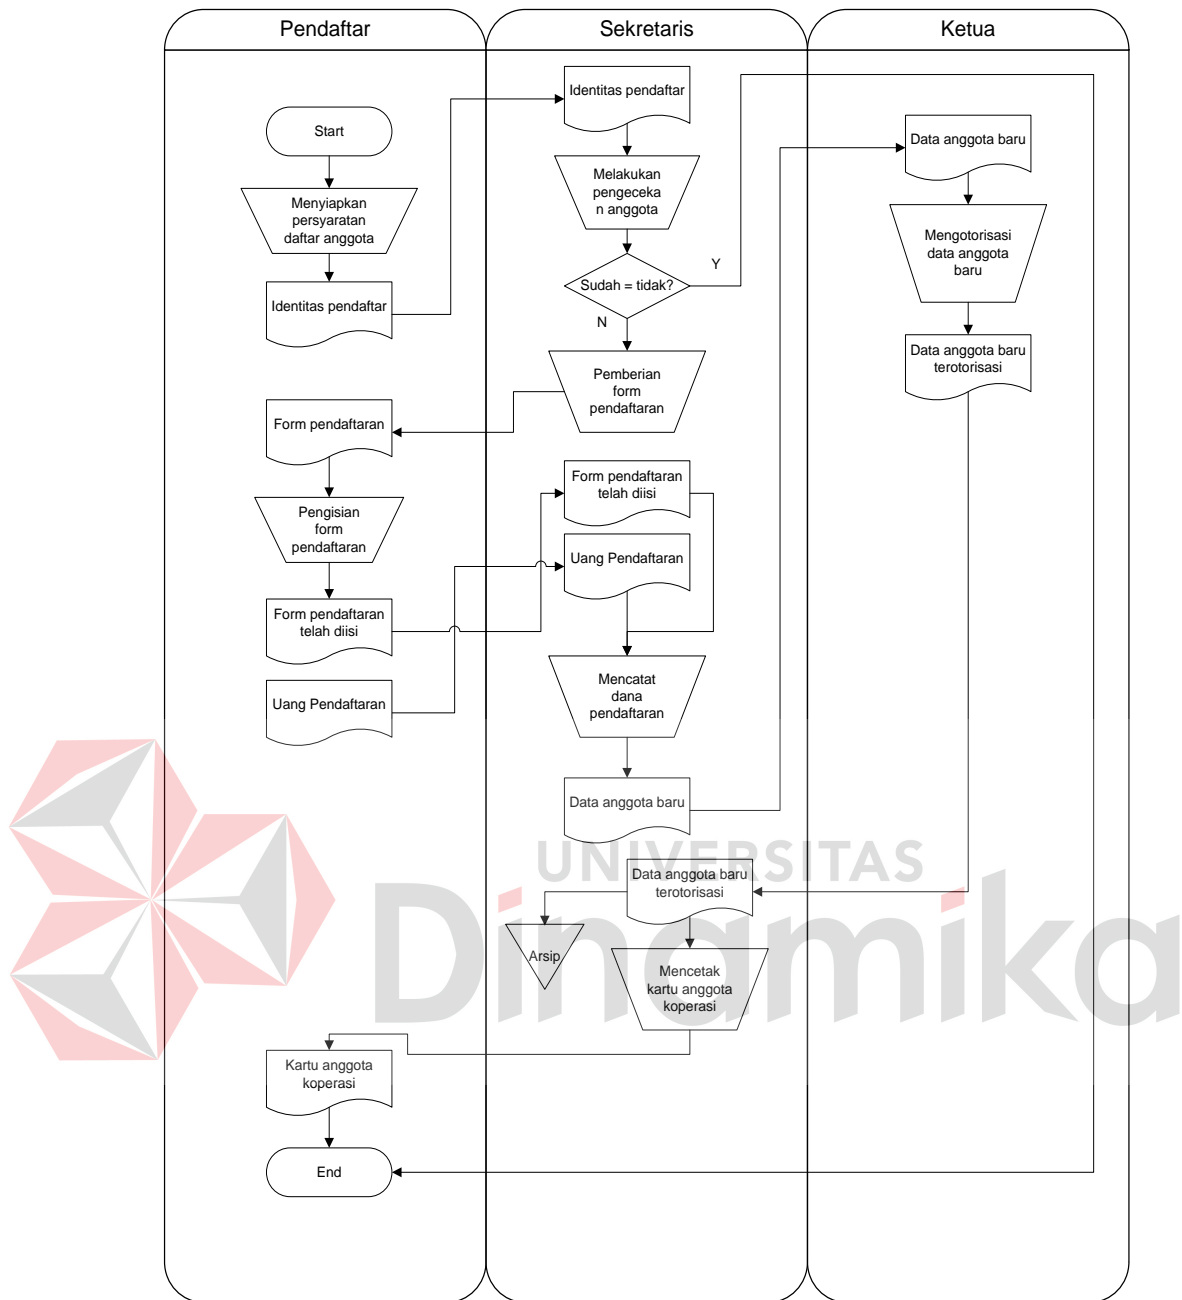 Pendaftar
Sekretaris
Ketua
Start
Menyiapkan
persyaratan
daftar anggota
Identitas pendaftar
Identitas pendaftar
Melakukan
pengeceka
n anggota
Sudah = tidak?
Y
N
Pemberian
form
pendaftaran
Form pendaftaran
Pengisian
form
pendaftaran
Form pendaftaran
telah diisi
Uang Pendaftaran
Form pendaftaran
telah diisi
Uang Pendaftaran
Mencatat
dana
pendaftaran
Data anggota baru
Data anggota baru
Mengotorisasi
data anggota
baru
Data anggota baru
terotorisasi
Data anggota baru
terotorisasi
Arsip
Mencetak
kartu anggota
koperasi
Kartu anggota
koperasi
End
UNIVERSITAS
Dinamika